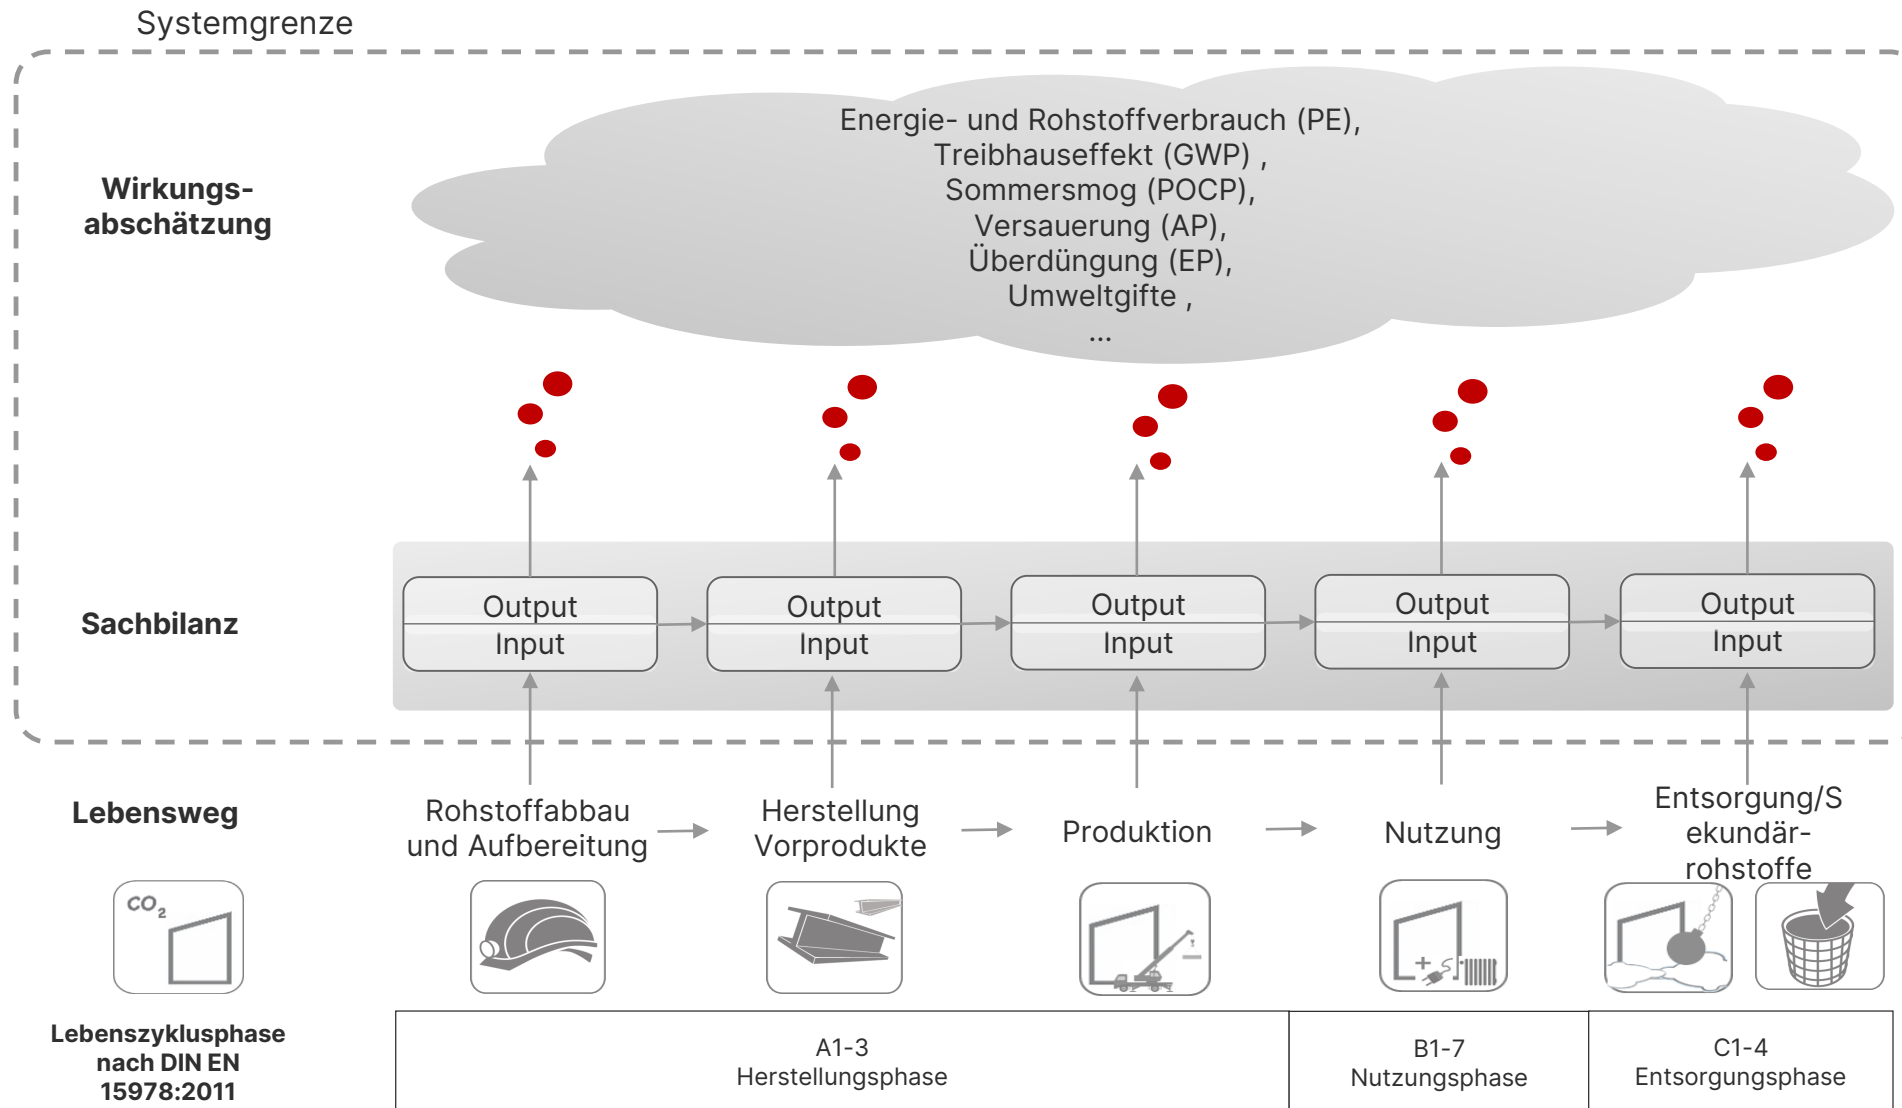 Systemgrenze
Energie- und Rohstoffverbrauch (PE),
Treibhauseffekt (GWP) ,
Sommersmog (POCP),
Versauerung (AP),
Überdüngung (EP),
Umweltgifte ,
...
Wirkungs-
abschätzung
Sachbilanz
Output
Input
Output
Input
Output
Input
Output
Input
Output
Input
Lebensweg
Rohstoffabbau
und Aufbereitung
Herstellung
Vorprodukte
Produktion
Nutzung
Entsorgung/S
ekundär-
rohstoffe
CO2
Lebenszyklusphase
nach DIN EN
15978:2011
A1-3
Herstellungsphase
B1-7
Nutzungsphase
C1-4
Entsorgungsphase